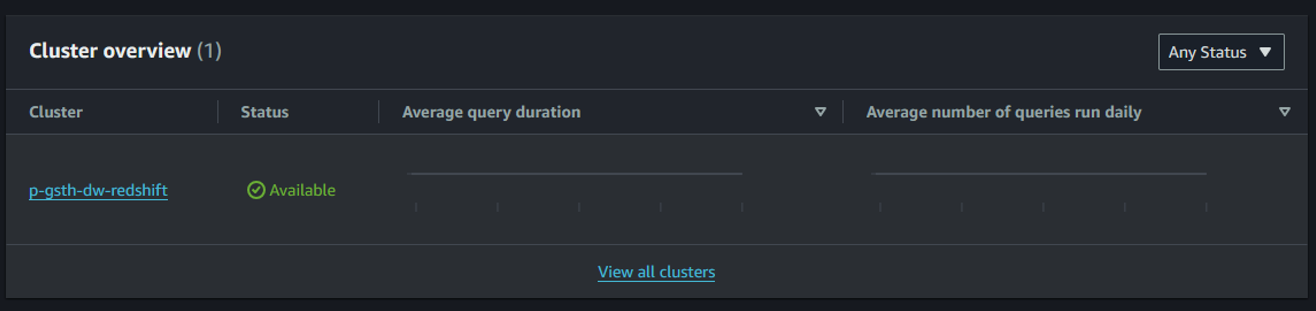 Cluster overview (1)
Any Status
Cluster Status Average query duration Average number of queries run daily
p-gsth-dw-redshift Available
View all clusters